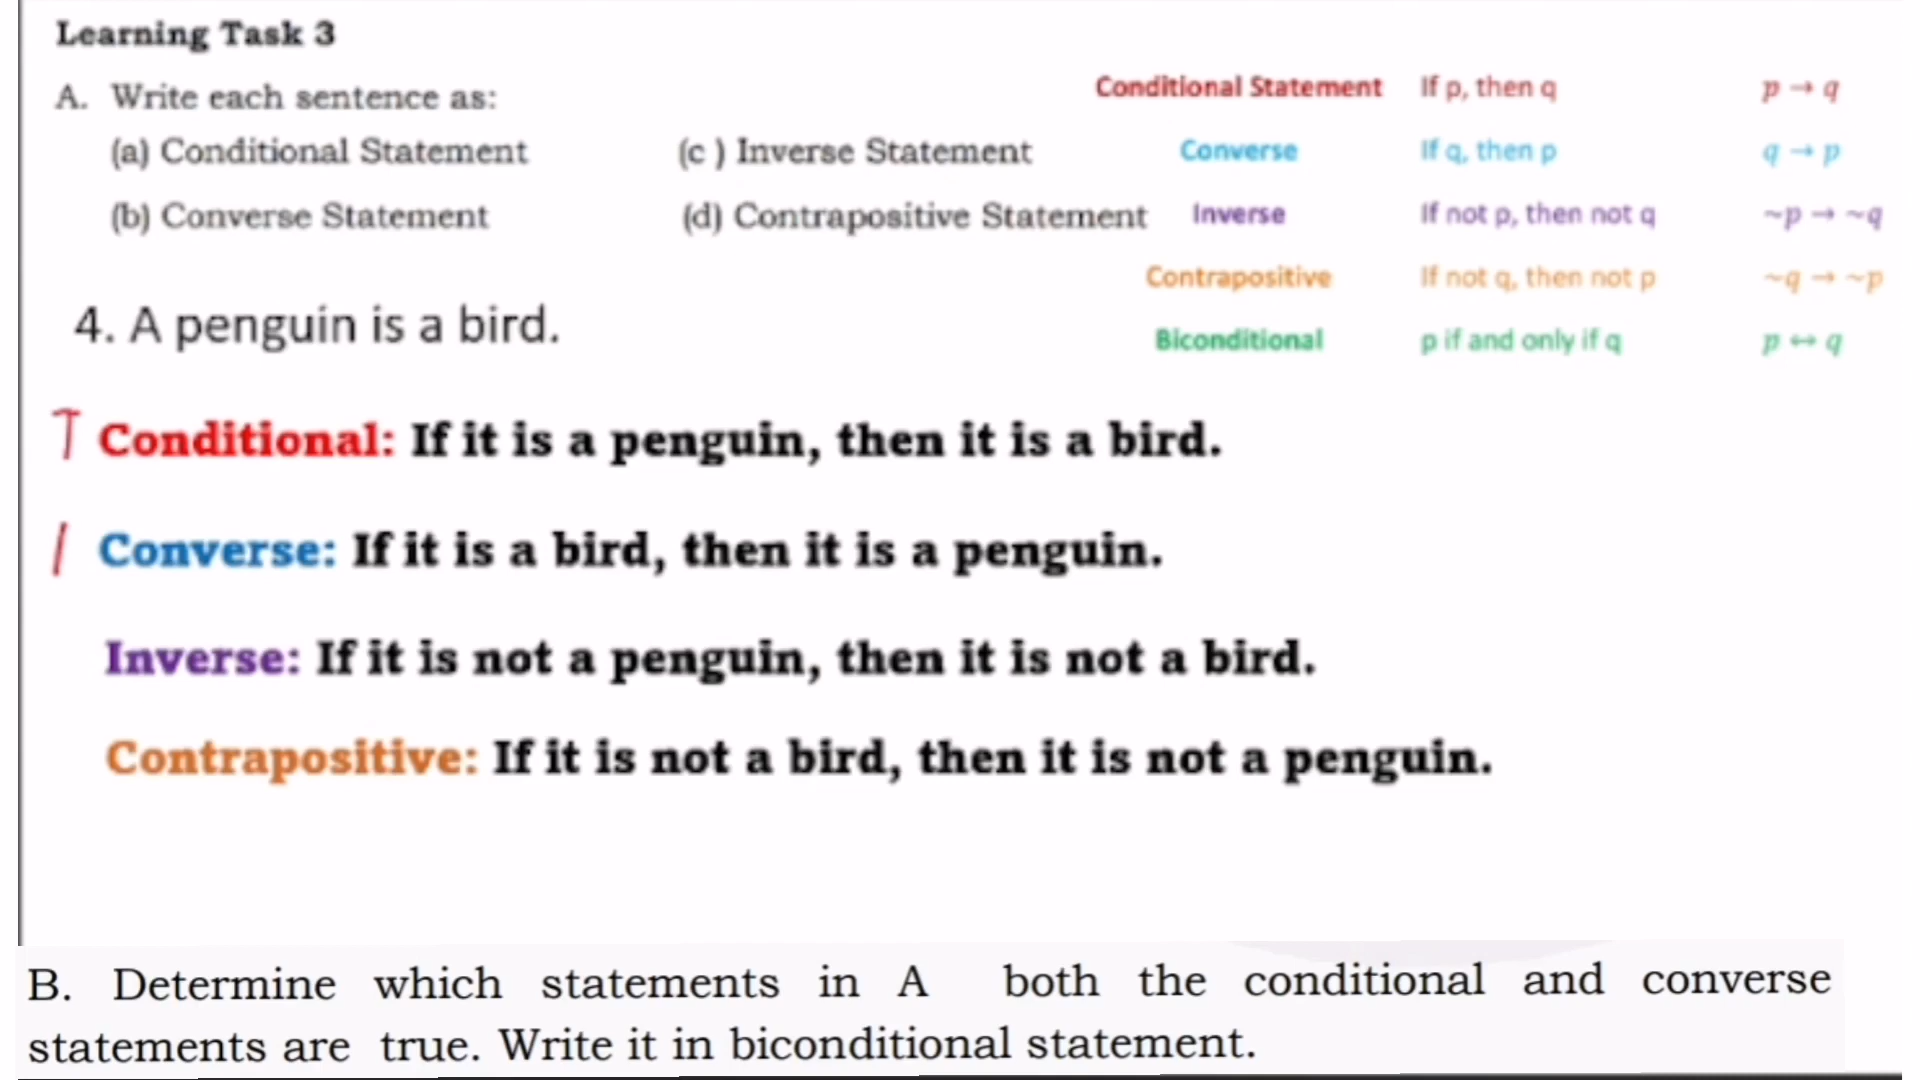 Learning Task 3
A. Write each sentence as:
(a) Conditional Statement (c ) Inverse Statement
(b) Converse Statement (d) Contrapositive Statement
Conditional Statement If p, then q p → q
Converse If q, then p q → p
Inverse If not p, then not q ~p → ~q
Contrapositive If not q, then not p ~q → ~p
Biconditional p if and only if q p ↔ q
4. A penguin is a bird.
T Conditional: If it is a penguin, then it is a bird.
Converse: If it is a bird, then it is a penguin.
Inverse: If it is not a penguin, then it is not a bird.
Contrapositive: If it is not a bird, then it is not a penguin.
B. Determine which statements in A both the conditional and converse
statements are true. Write it in biconditional statement.